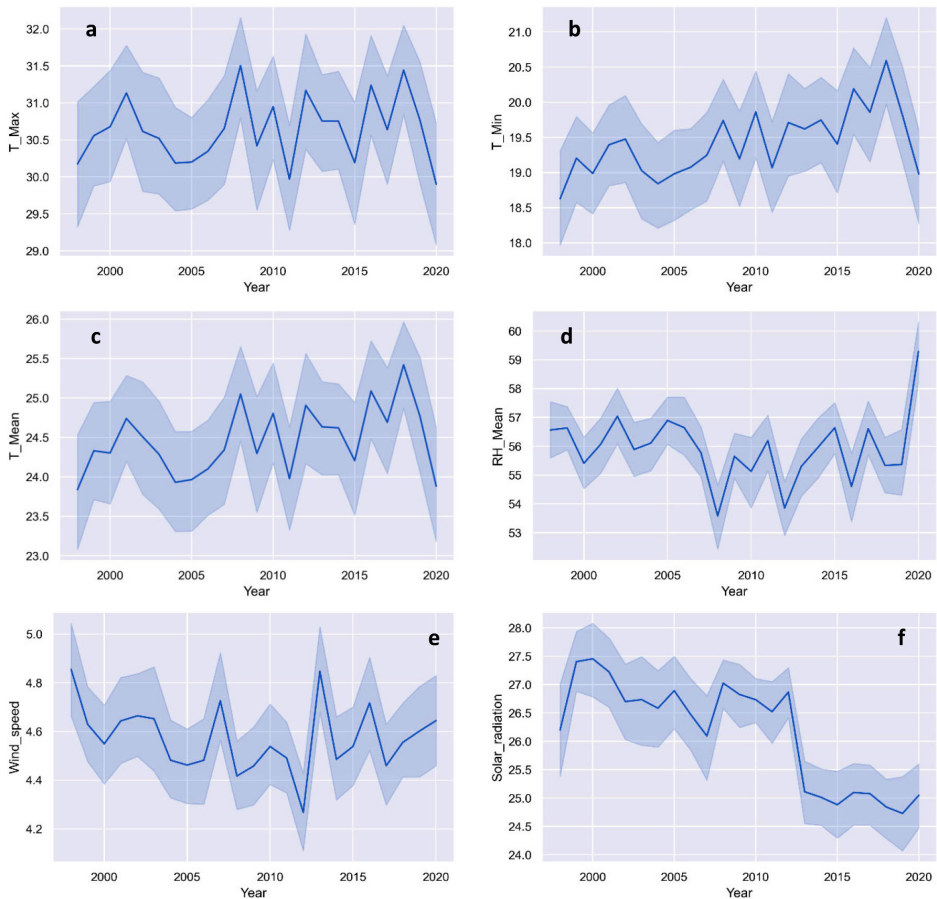 a
32.0
31.5
31.0
30.5
30.0
29.5
29.0
T_Max
2000 2005 2010 2015 2020
Year
b
21.0
20.5
20.0
19.5
19.0
18.5
18.0
T_Min
2000 2005 2010 2015 2020
Year
c
26.0
25.5
25.0
24.5
24.0
23.5
23.0
T_Mean
2000 2005 2010 2015 2020
Year
d
60
59
58
57
56
55
54
53
RH_Mean
2000 2005 2010 2015 2020
Year
e
5.0
4.8
4.6
4.4
4.2
Wind_speed
2000 2005 2010 2015 2020
Year
f
28.0
27.5
27.0
26.5
26.0
25.5
25.0
24.5
24.0
Solar_radiation
2000 2005 2010 2015 2020
Year